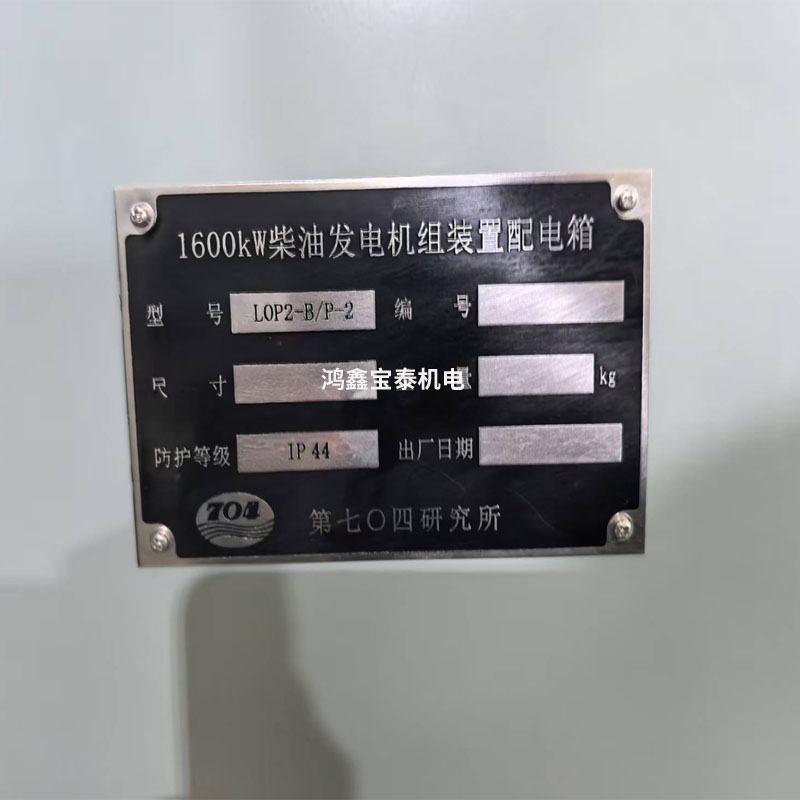 1600kW柴油发电机组装置配电箱
型 号 LOP2-B/P-2 编 号
尺 寸 鸿鑫宝泰机电 量 kg
防护等级 IP44 出厂日期
704 第七〇四研究所